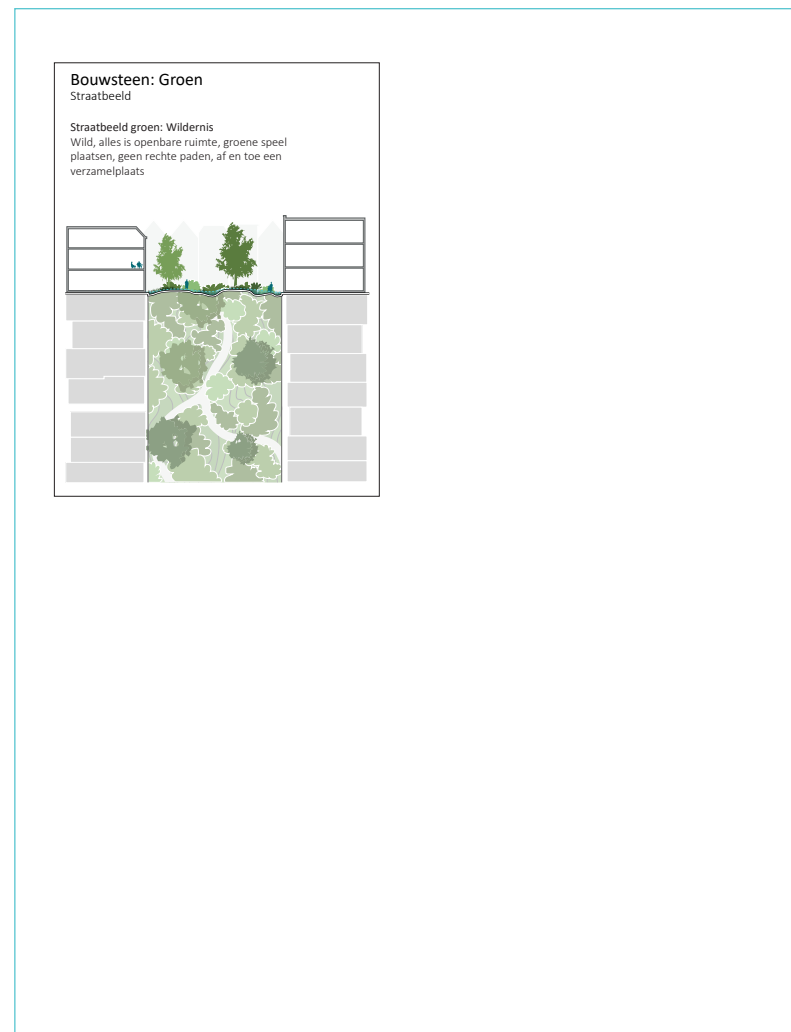 Bouwsteen: Groen
Straatbeeld
Straatbeeld groen: Wildernis
Wild, alles is openbare ruimte, groene speel
plaatsen, geen rechte paden, af en toe een
verzamelplaats